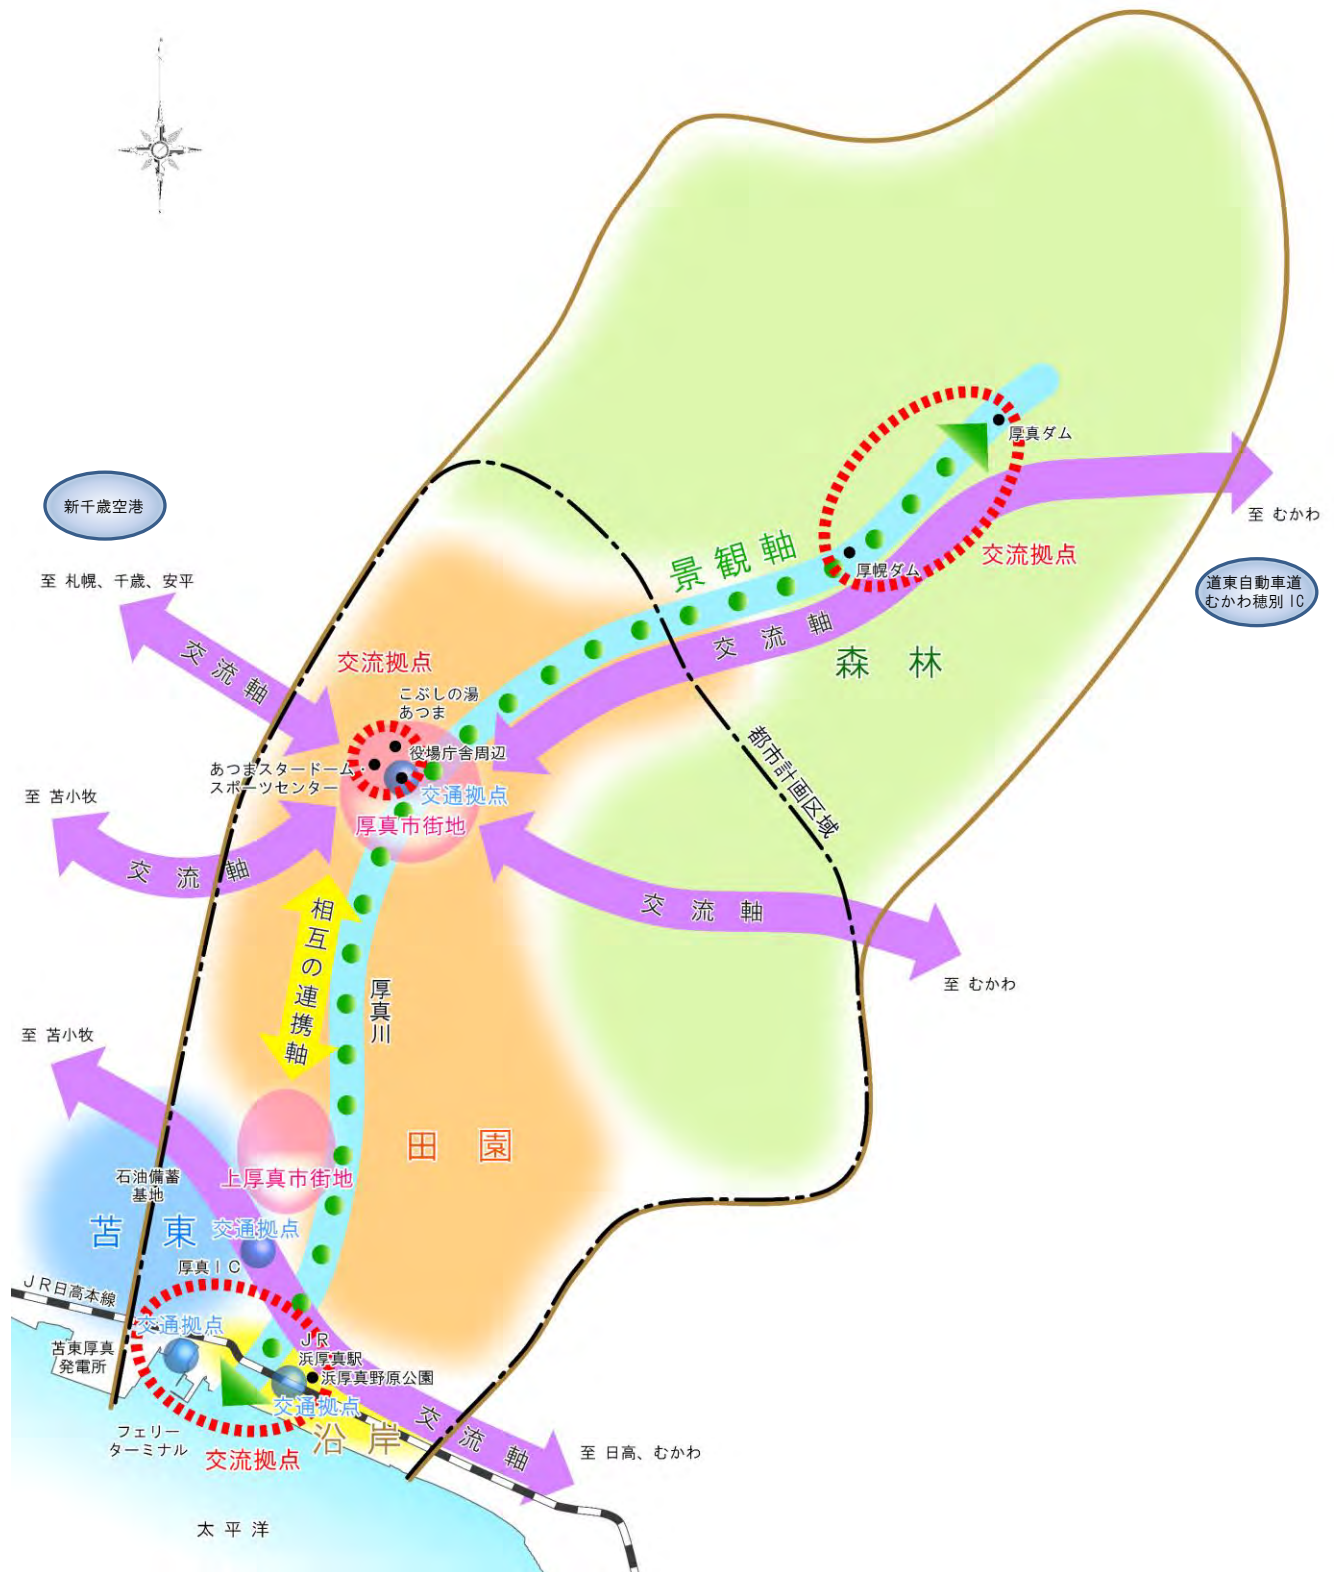 厚真ダム
新千歳空港
至 むかわ
景観軸
交流拠点
厚幌ダム
至 札幌、千歳、安平
道東自動車道
むかわ穂別 IC
交流軸
交流軸
森林
交流拠点
こぶしの湯
あつま
都市計画区域
役場庁舎周辺
あつまスタードーム・
スポーツセンター
交通拠点
至 苫小牧
厚真市街地
交流軸
交流軸
相互の連携軸
至 むかわ
厚真川
至 苫小牧
田園
石油備蓄
基地
上厚真市街地
苫東
交通拠点
厚真IC
JR日高本線
交通拠点
苫東厚真
発電所
JR
浜厚真駅
浜厚真野原公園
交通拠点
交流軸
フェリー
ターミナル
沿岸
交流拠点
至 日高、むかわ
太平洋